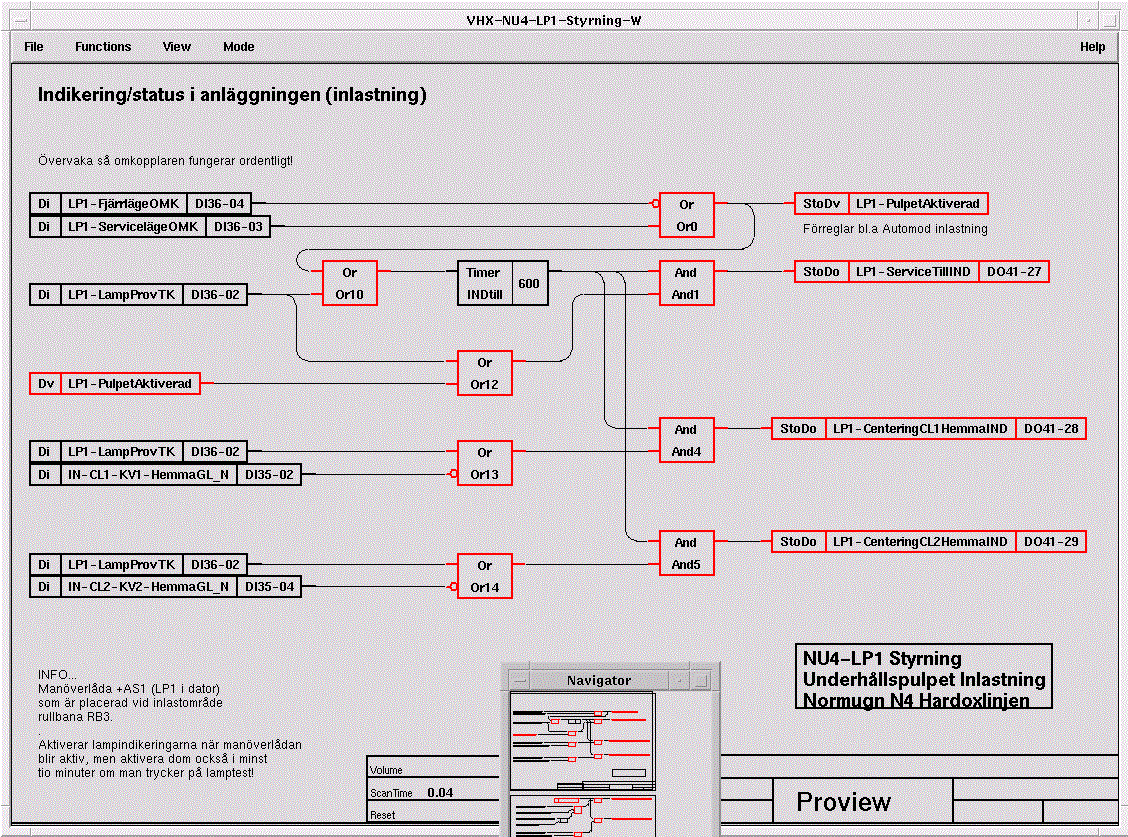 VHX-NU4-LP1-Styrning-W
File Functions View Mode Help
Indikering/status i anläggningen (inlastning)
Övervaka så omkopplaren fungerar ordentligt!
Di LP1-FjärrlägeOMK DI36-04
Di LP1-ServicelägeOMK DI36-03
Or
Or0
StoDv LP1-PulpetAktiverad
Förreglar bl.a Automod inlastning
Di LP1-LampProvTK DI36-02
Or
Or10
Timer
INDtill
600
And
And1
StoDo LP1-ServiceTillIND DO41-27
Dv LP1-PulpetAktiverad
Or
Or12
Di LP1-LampProvTK DI36-02
Di IN-CL1-KV1-HemmaGL_N DI35-02
Or
Or13
And
And4
StoDo LP1-CenteringCL1HemmaIND DO41-28
Di LP1-LampProvTK DI36-02
Di IN-CL2-KV2-HemmaGL_N DI35-04
Or
Or14
And
And5
StoDo LP1-CenteringCL2HemmaIND DO41-29
INFO...
Manöverlåda +AS1 (LP1 i dator)
som är placerad vid inlastområde
rullbana RB3.
.
Aktiverar lampindikeringarna när manöverlådan
blir aktiv, men aktivera dom också i minst
tio minuter om man trycker på lamptest!
NU4-LP1 Styrning
Underhållspulpet Inlastning
Normugn N4 Hardoxlinjen
Navigator
Volume
ScanTime 0.04
Reset
Proview